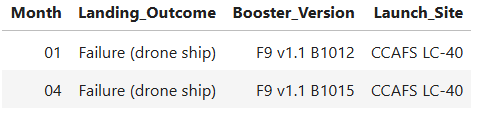 Month Landing_Outcome Booster_Version Launch_Site
01 Failure (drone ship) F9 v1.1 B1012 CCAFS LC-40
04 Failure (drone ship) F9 v1.1 B1015 CCAFS LC-40